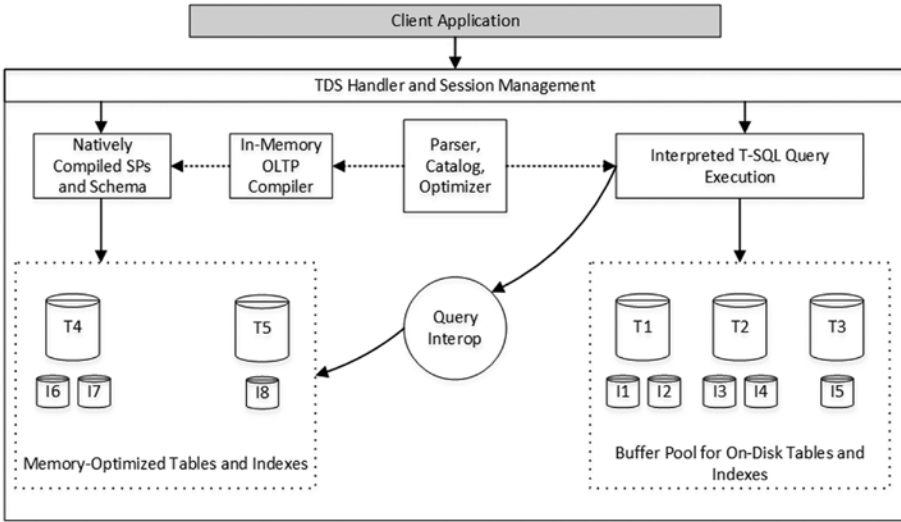 Client Application
TDS Handler and Session Management
Natively
Compiled SPs
and Schema
In-Memory
OLTP
Compiler
Parser,
Catalog,
Optimizer
Interpreted T-SQL Query
Execution
T4
T5
I6
I7
I8
Memory-Optimized Tables and Indexes
Query
Interop
T1
T2
T3
I1
I2
I3
I4
I5
Buffer Pool for On-Disk Tables and
Indexes